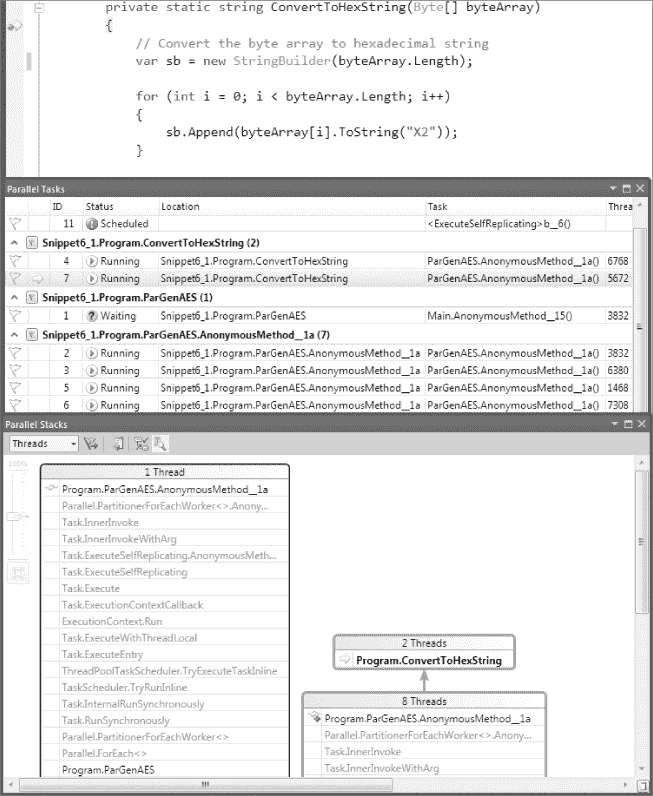 private static string ConvertToHexString(Byte[] byteArray)
{
// Convert the byte array to hexadecimal string
var sb = new StringBuilder(byteArray.Length);
for (int i = 0; i < byteArray.Length; i++)
{
sb.Append(byteArray[i].ToString("X2"));
}
Parallel Tasks
ID Status Location Task Threa
11 Scheduled <ExecuteSelfReplicating>b__6()
Snippet6_1.Program.ConvertToHexString (2)
4 Running Snippet6_1.Program.ConvertToHexString ParGenAES.AnonymousMethod__1a() 6768
7 Running Snippet6_1.Program.ConvertToHexString ParGenAES.AnonymousMethod__1a() 5672
Snippet6_1.Program.ParGenAES (1)
1 Waiting Snippet6_1.Program.ParGenAES Main.AnonymousMethod__15() 3832
Snippet6_1.Program.ParGenAES.AnonymousMethod__1a (7)
2 Running Snippet6_1.Program.ParGenAES.AnonymousMethod__1a ParGenAES.AnonymousMethod__1a() 3832
3 Running Snippet6_1.Program.ParGenAES.AnonymousMethod__1a ParGenAES.AnonymousMethod__1a() 6380
5 Running Snippet6_1.Program.ParGenAES.AnonymousMethod__1a ParGenAES.AnonymousMethod__1a() 1468
6 Running Snippet6_1.Program.ParGenAES.AnonymousMethod__1a ParGenAES.AnonymousMethod__1a() 7308
Parallel Stacks
Threads
100%
1 Thread
Program.ParGenAES.AnonymousMethod__1a
Parallel.PartitionerForEachWorker<>.Anony...
Task.InnerInvoke
Task.InnerInvokeWithArg
Task.ExecuteSelfReplicating.AnonymousMeth...
Task.ExecuteSelfReplicating
Task.Execute
Task.ExecutionContextCallback
ExecutionContext.Run
Task.ExecuteWithThreadLocal
Task.ExecuteEntry
ThreadPoolTaskScheduler.TryExecuteTaskInline
TaskScheduler.TryRunInline
Task.InternalRunSynchronously
Task.RunSynchronously
Parallel.PartitionerForEachWorker<>
Parallel.ForEach<>
Program.ParGenAES
2 Threads
Program.ConvertToHexString
8 Threads
Program.ParGenAES.AnonymousMethod__1a
Parallel.PartitionerForEachWorker<>.Anony...
Task.InnerInvoke
Task.InnerInvokeWithArg